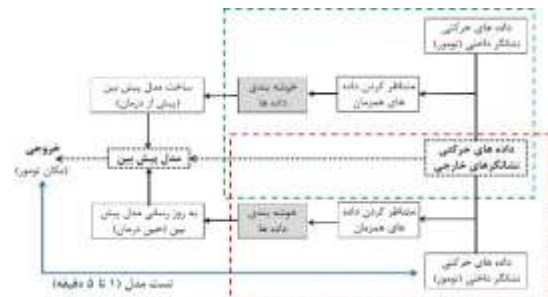 داده های حرکتی
نشانگر داخلی (تومور)
متناظر کردن داده
های همزمان
خوشه بندی
داده ها
ساخت مدل پیش بین
(پیش از درمان)
داده های حرکتی
نشانگرهای خارجی
مدل پیش بین
خروجی
(مکان تومور)
متناظر کردن داده
های همزمان
خوشه بندی
داده ها
به روز رسانی مدل پیش
بین (حین درمان)
داده های حرکتی
نشانگر داخلی (تومور)
تست مدل (۱ تا ۵ دقیقه)